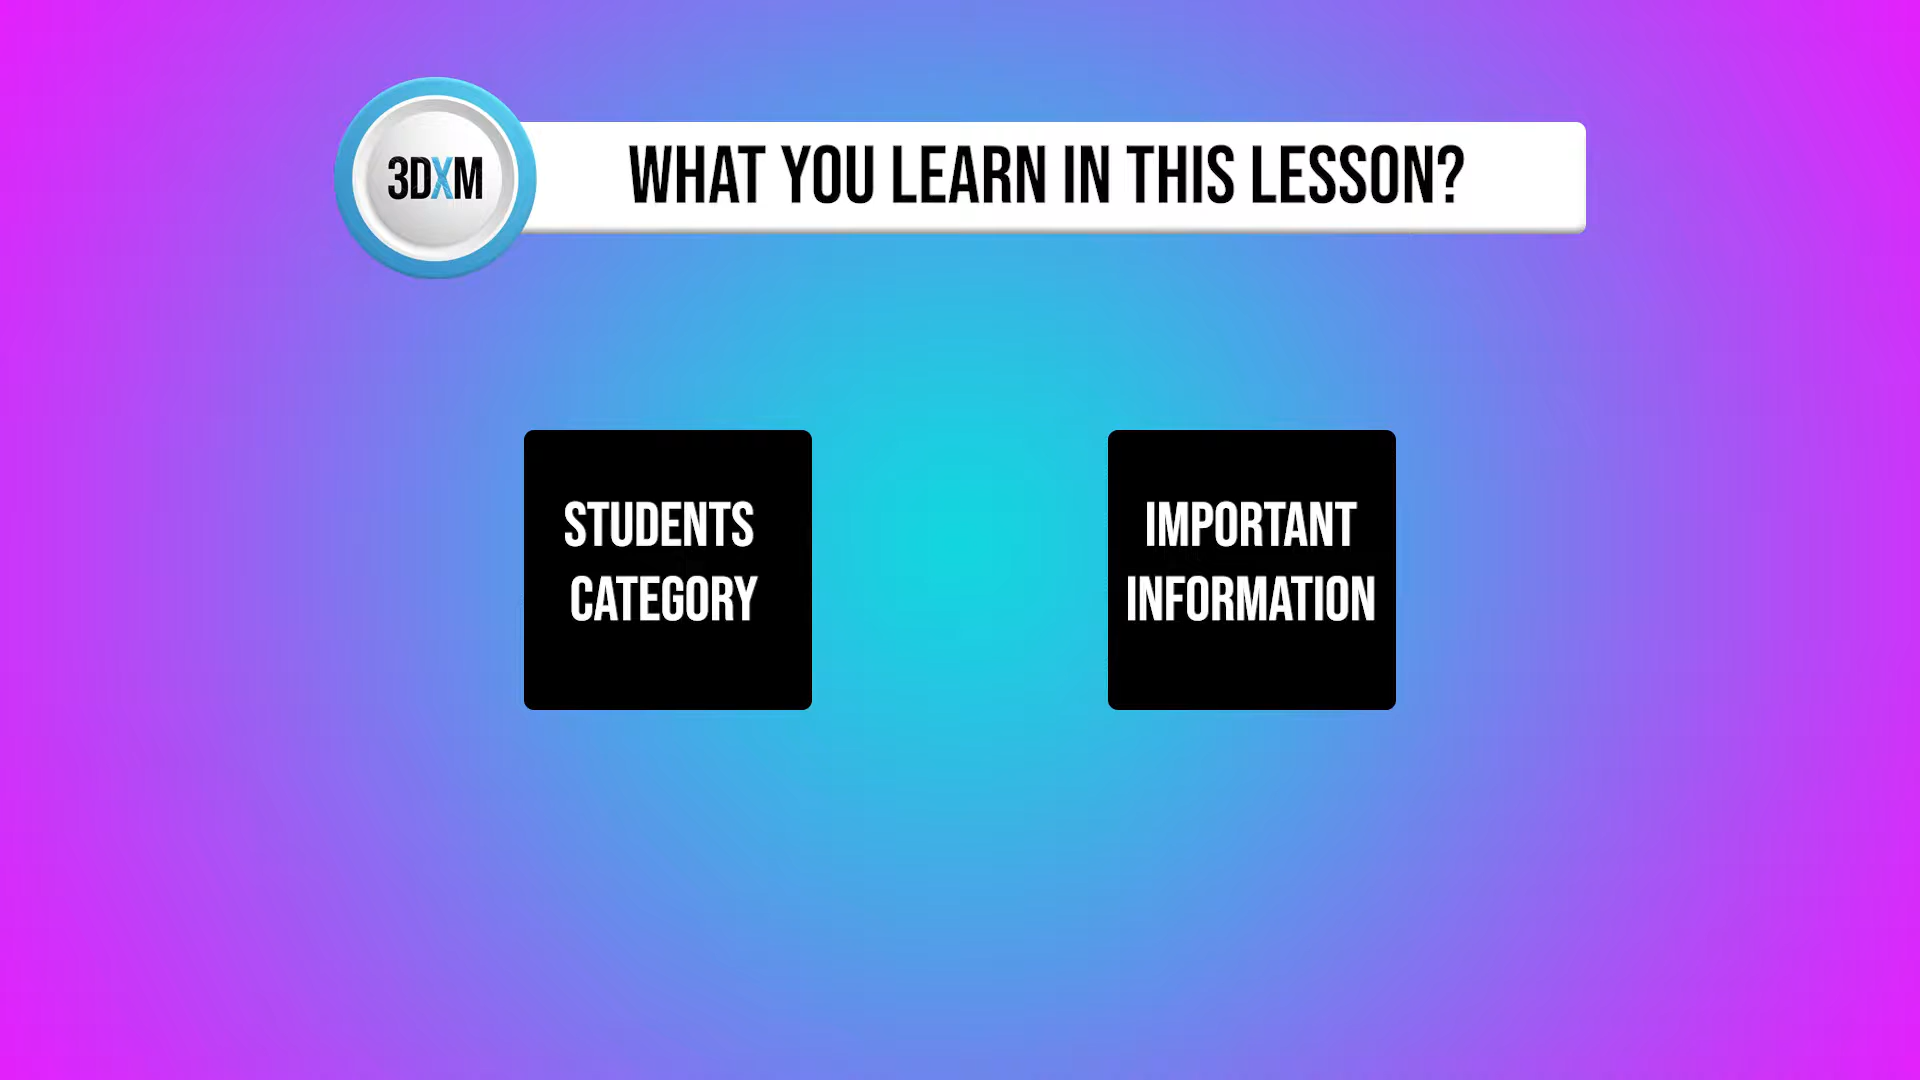 3DXM
WHAT YOU LEARN IN THIS LESSON?
STUDENTS
CATEGORY
IMPORTANT
INFORMATION